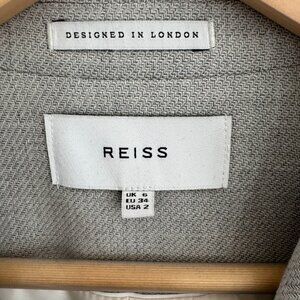 DESIGNED IN LONDON
REISS
UK 6
EU 34
USA 2